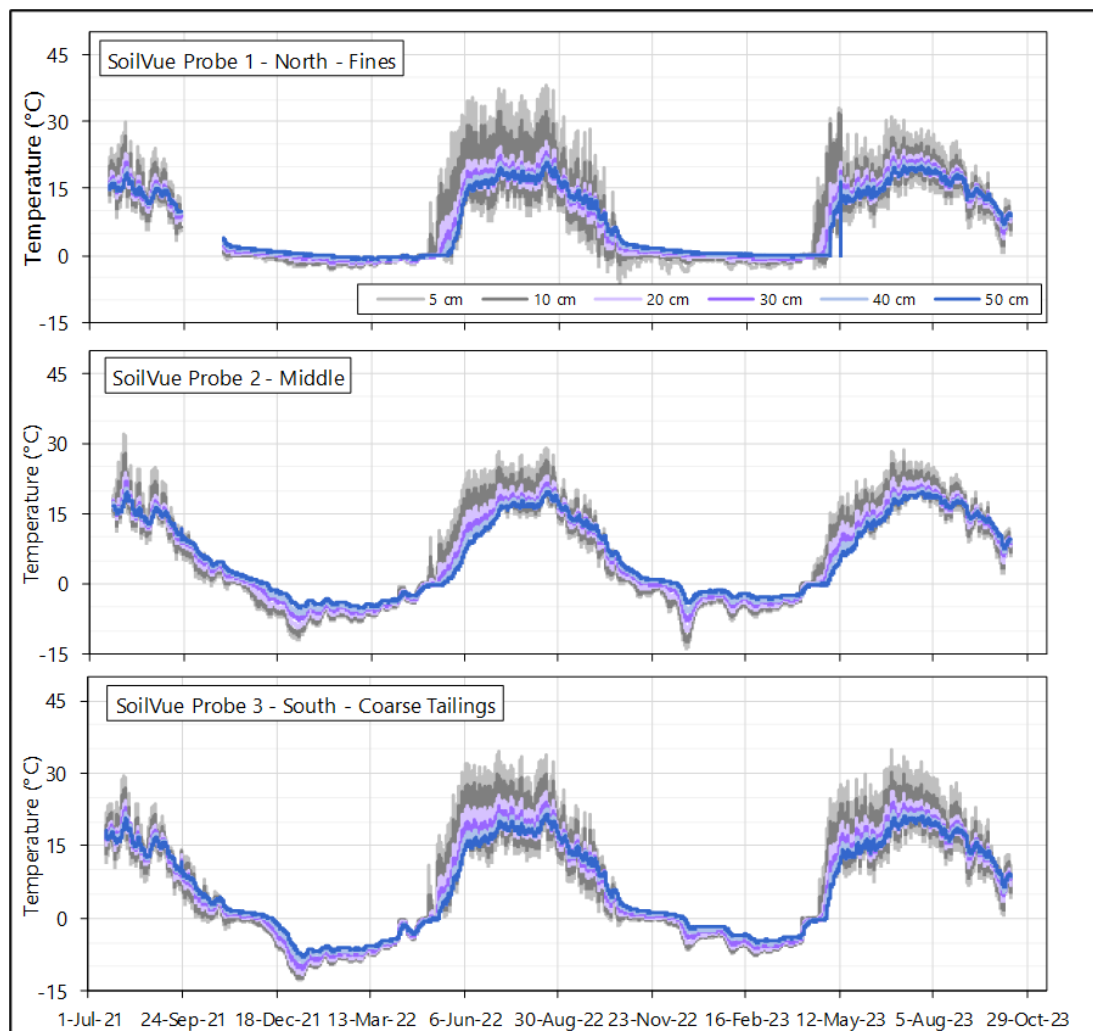 SoilVue Probe 1 - North - Fines
Temperature (°C)
45
30
15
0
-15
5 cm 10 cm 20 cm 30 cm 40 cm 50 cm
SoilVue Probe 2 - Middle
Temperature (°C)
45
30
15
0
-15
SoilVue Probe 3 - South - Coarse Tailings
Temperature (°C)
45
30
15
0
-15
1-Jul-21 24-Sep-21 18-Dec-21 13-Mar-22 6-Jun-22 30-Aug-22 23-Nov-22 16-Feb-23 12-May-23 5-Aug-23 29-Oct-23